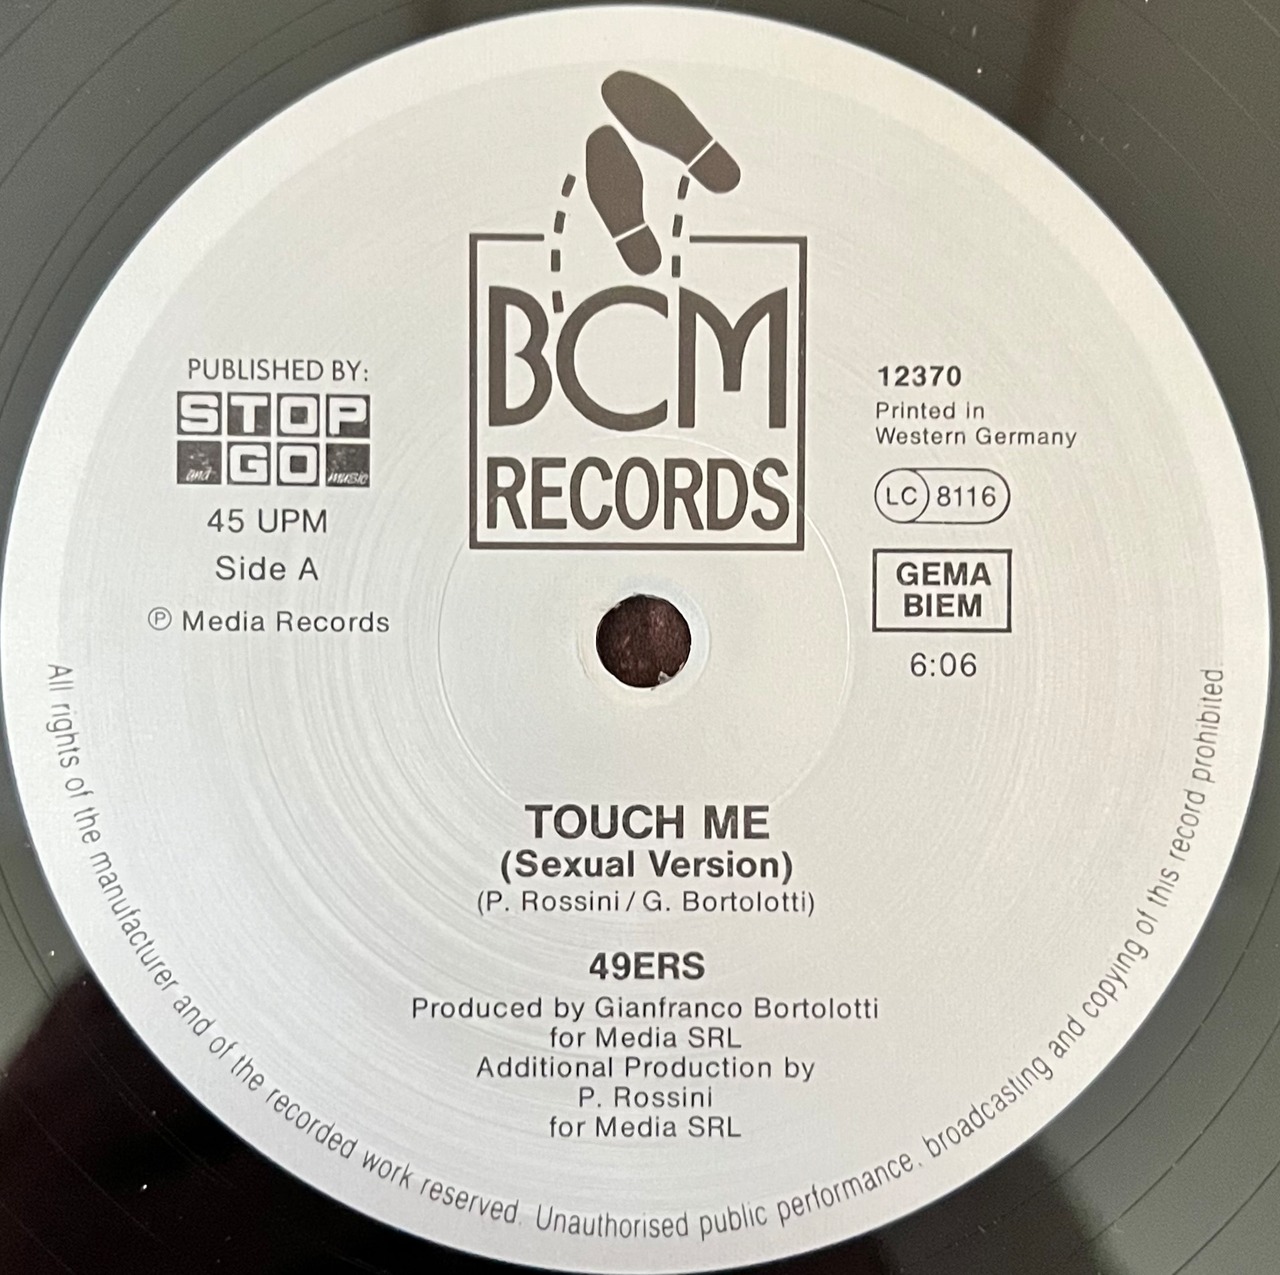 BCM
RECORDS
PUBLISHED BY:
STOP
and GO music
45 UPM
Side A
℗ Media Records
12370
Printed in
Western Germany
LC 8116
GEMA
BIEM
6:06
TOUCH ME
(Sexual Version)
(P. Rossini / G. Bortolotti)
49ERS
Produced by Gianfranco Bortolotti
for Media SRL
Additional Production by
P. Rossini
for Media SRL
All rights of the manufacturer and of the recorded work reserved. Unauthorised public performance, broadcasting and copying of this record prohibited.